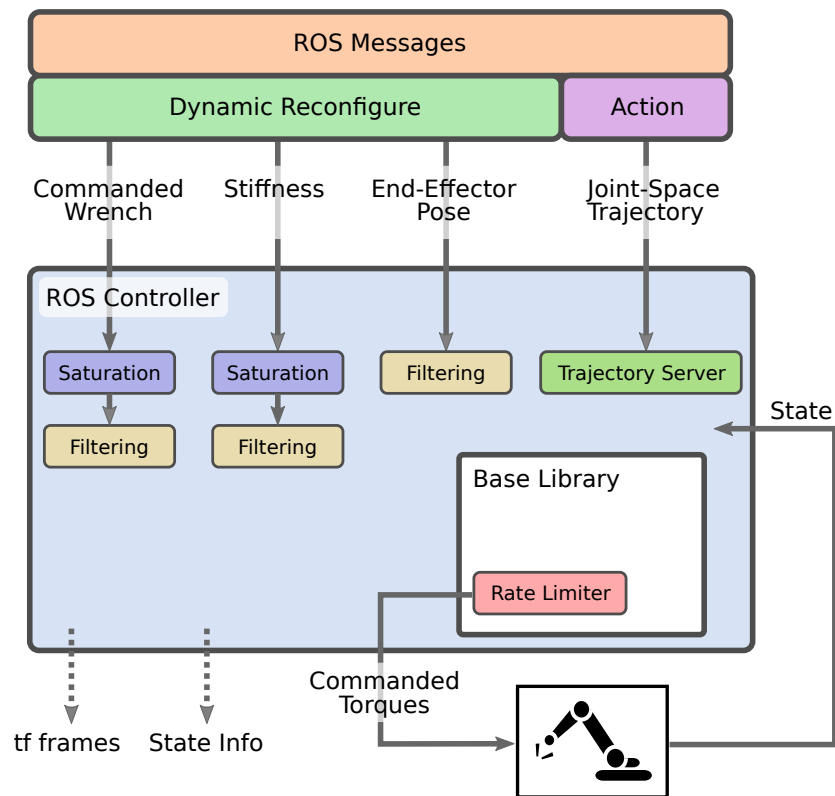 ROS Messages
Dynamic Reconfigure
Action
Commanded
Wrench
Stiffness
End-Effector
Pose
Joint-Space
Trajectory
ROS Controller
Saturation
Saturation
Filtering
Trajectory Server
Filtering
Filtering
State
Base Library
Rate Limiter
Commanded
Torques
tf frames
State Info